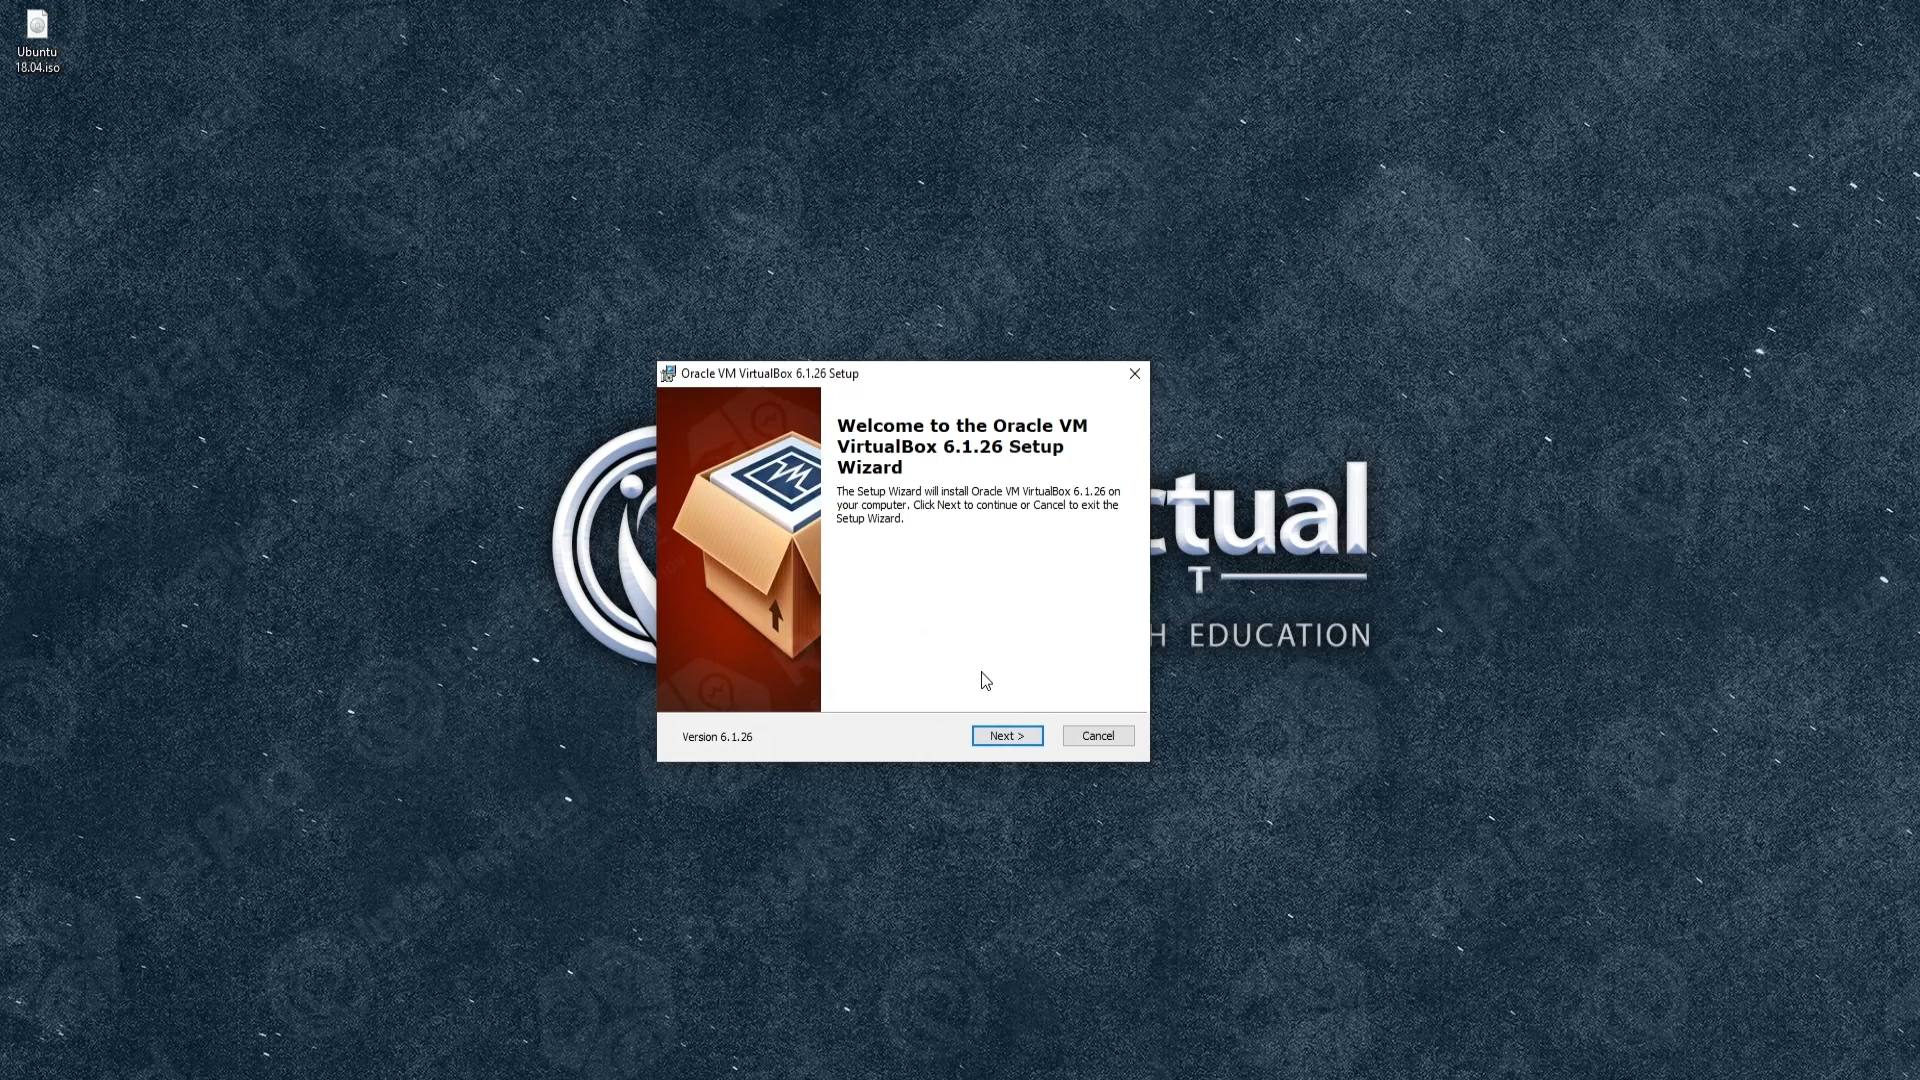 Ubuntu
18.04.iso
Oracle VM VirtualBox 6.1.26 Setup
Welcome to the Oracle VM
VirtualBox 6.1.26 Setup
Wizard
The Setup Wizard will install Oracle VM VirtualBox 6.1.26 on
your computer. Click Next to continue or Cancel to exit the
Setup Wizard.
ctual
T
H EDUCATION
Version 6.1.26
Next >
Cancel